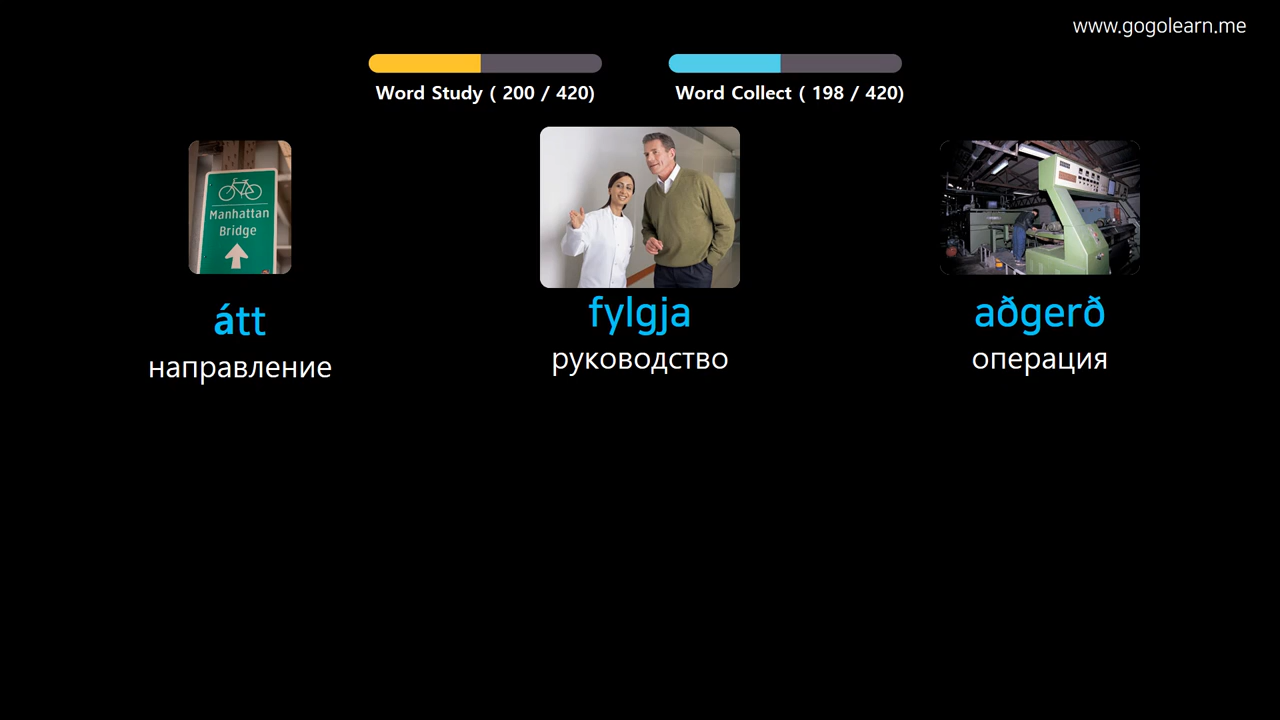 www.gogolearn.me
Word Study ( 200 / 420)
Word Collect ( 198 / 420)
Manhattan
Bridge
átt
направление
fylgja
руководство
aðgerð
операция